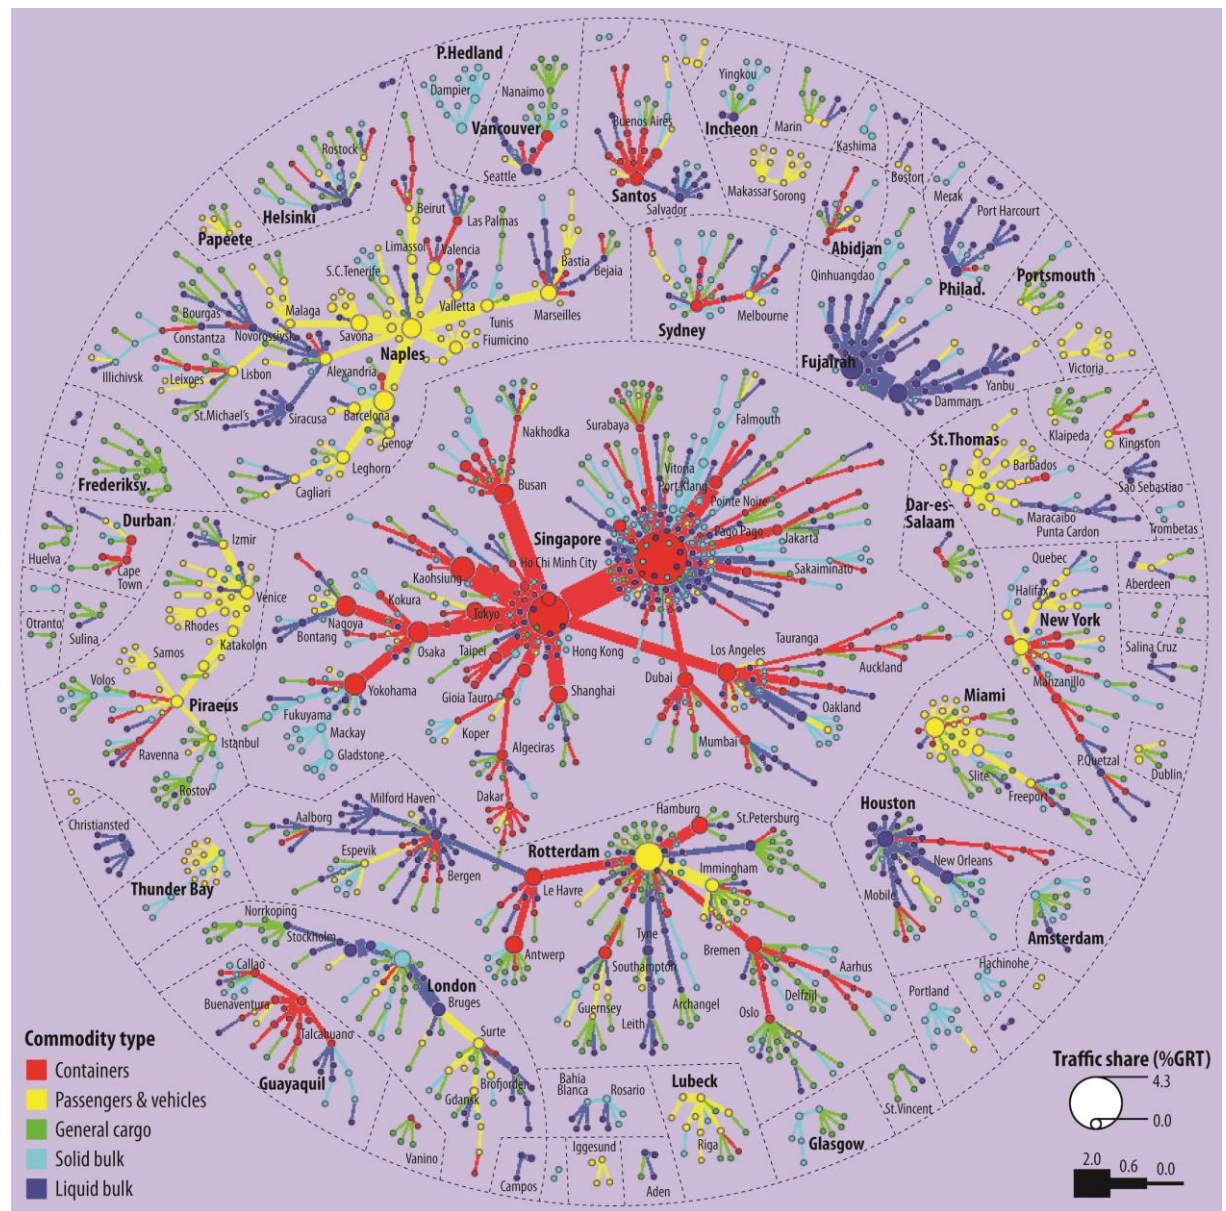 P.Hedland
Dampier
Nanaimo
Vancouver
Seattle
Buenos Aires
Santos
Salvador
Yingkou
Incheon
Marin
Kashima
Makassar
Sorong
Boston
Merak
Port Harcourt
Abidjan
Qinhuangdao
Philad.
Portsmouth
Rostock
Helsinki
Papeete
Beirut
Las Palmas
Limassol
Valencia
S.C.Tenerife
Bastia
Bejaia
Valletta
Marseilles
Tunis
Fiumicino
Malaga
Savona
Naples
Bourgas
Constantza
Novorossiysk
Illichivsk
Leixoes
Lisbon
Alexandria
St.Michael's
Siracusa
Barcelona
Genoa
Leghorn
Cagliari
Sydney
Melbourne
Fujairah
Dammam
Yanbu
Victoria
Klaipeda
Kingston
St.Thomas
Barbados
Sao Sebastiao
Maracaibo
Punta Cardon
Trombetas
Dar-es-
Salaam
Frederiksv.
Durban
Huelva
Cape
Town
Otranto
Sulina
Izmir
Venice
Rhodes
Katakolon
Samos
Volos
Piraeus
Ravenna
Istanbul
Rostov
Nakhodka
Busan
Surabaya
Falmouth
Vitoria
Port Klang
Pointe Noire
Singapore
Pago Pago
Jakarta
Ho Chi Minh City
Sakaiminato
Kaohsiung
Kokura
Tokyo
Nagoya
Bontang
Osaka
Taipei
Hong Kong
Yokohama
Gioia Tauro
Shanghai
Fukuyama
Mackay
Gladstone
Koper
Algeciras
Dakar
Dubai
Mumbai
Los Angeles
Tauranga
Auckland
Oakland
Quebec
Halifax
New York
Manzanillo
P.Quetzal
Aberdeen
Salina Cruz
Dublin
Miami
Slite
Freeport
Christiansted
Thunder Bay
Aalborg
Milford Haven
Espevik
Bergen
Rotterdam
Hamburg
St.Petersburg
Immingham
Le Havre
Antwerp
Tyne
Southampton
Guernsey
Leith
Archangel
Bremen
Aarhus
Delfzijl
Oslo
Houston
New Orleans
Mobile
Amsterdam
Hachinohe
Portland
Norrkoping
Stockholm
London
Bruges
Callao
Buenaventura
Talcahuano
Guayaquil
Surte
Brofjorden
Gdansk
Vanino
Bahia
Blanca
Rosario
Lubeck
Riga
Iggesund
Campos
Aden
Glasgow
St.Vincent
Commodity type
Containers
Passengers & vehicles
General cargo
Solid bulk
Liquid bulk
Traffic share (%GRT)
4.3
0.0
2.0 0.6 0.0